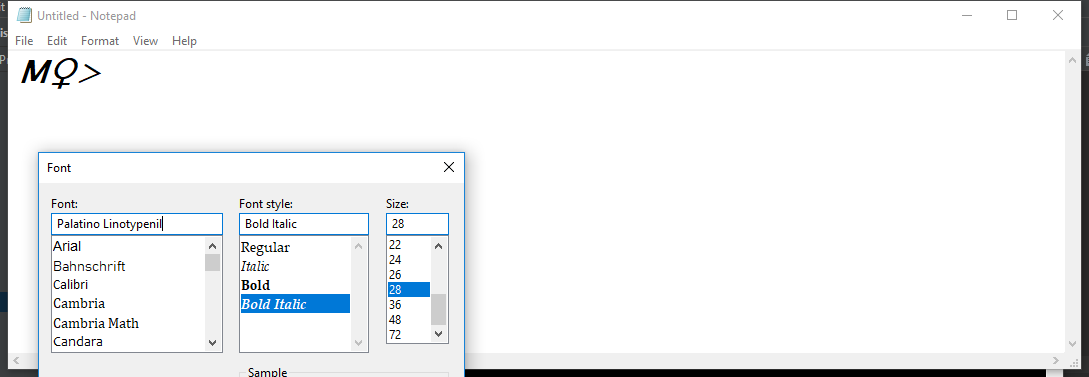 Untitled - Notepad
File Edit Format View Help
M♀>
Font
Font: Font style: Size:
Palatino Linotypenil Bold Italic 28
Arial Regular 22
Bahnschrift Italic 24
Calibri Bold 26
Cambria Bold Italic 28
Cambria Math 36
Candara 48
72
Sample